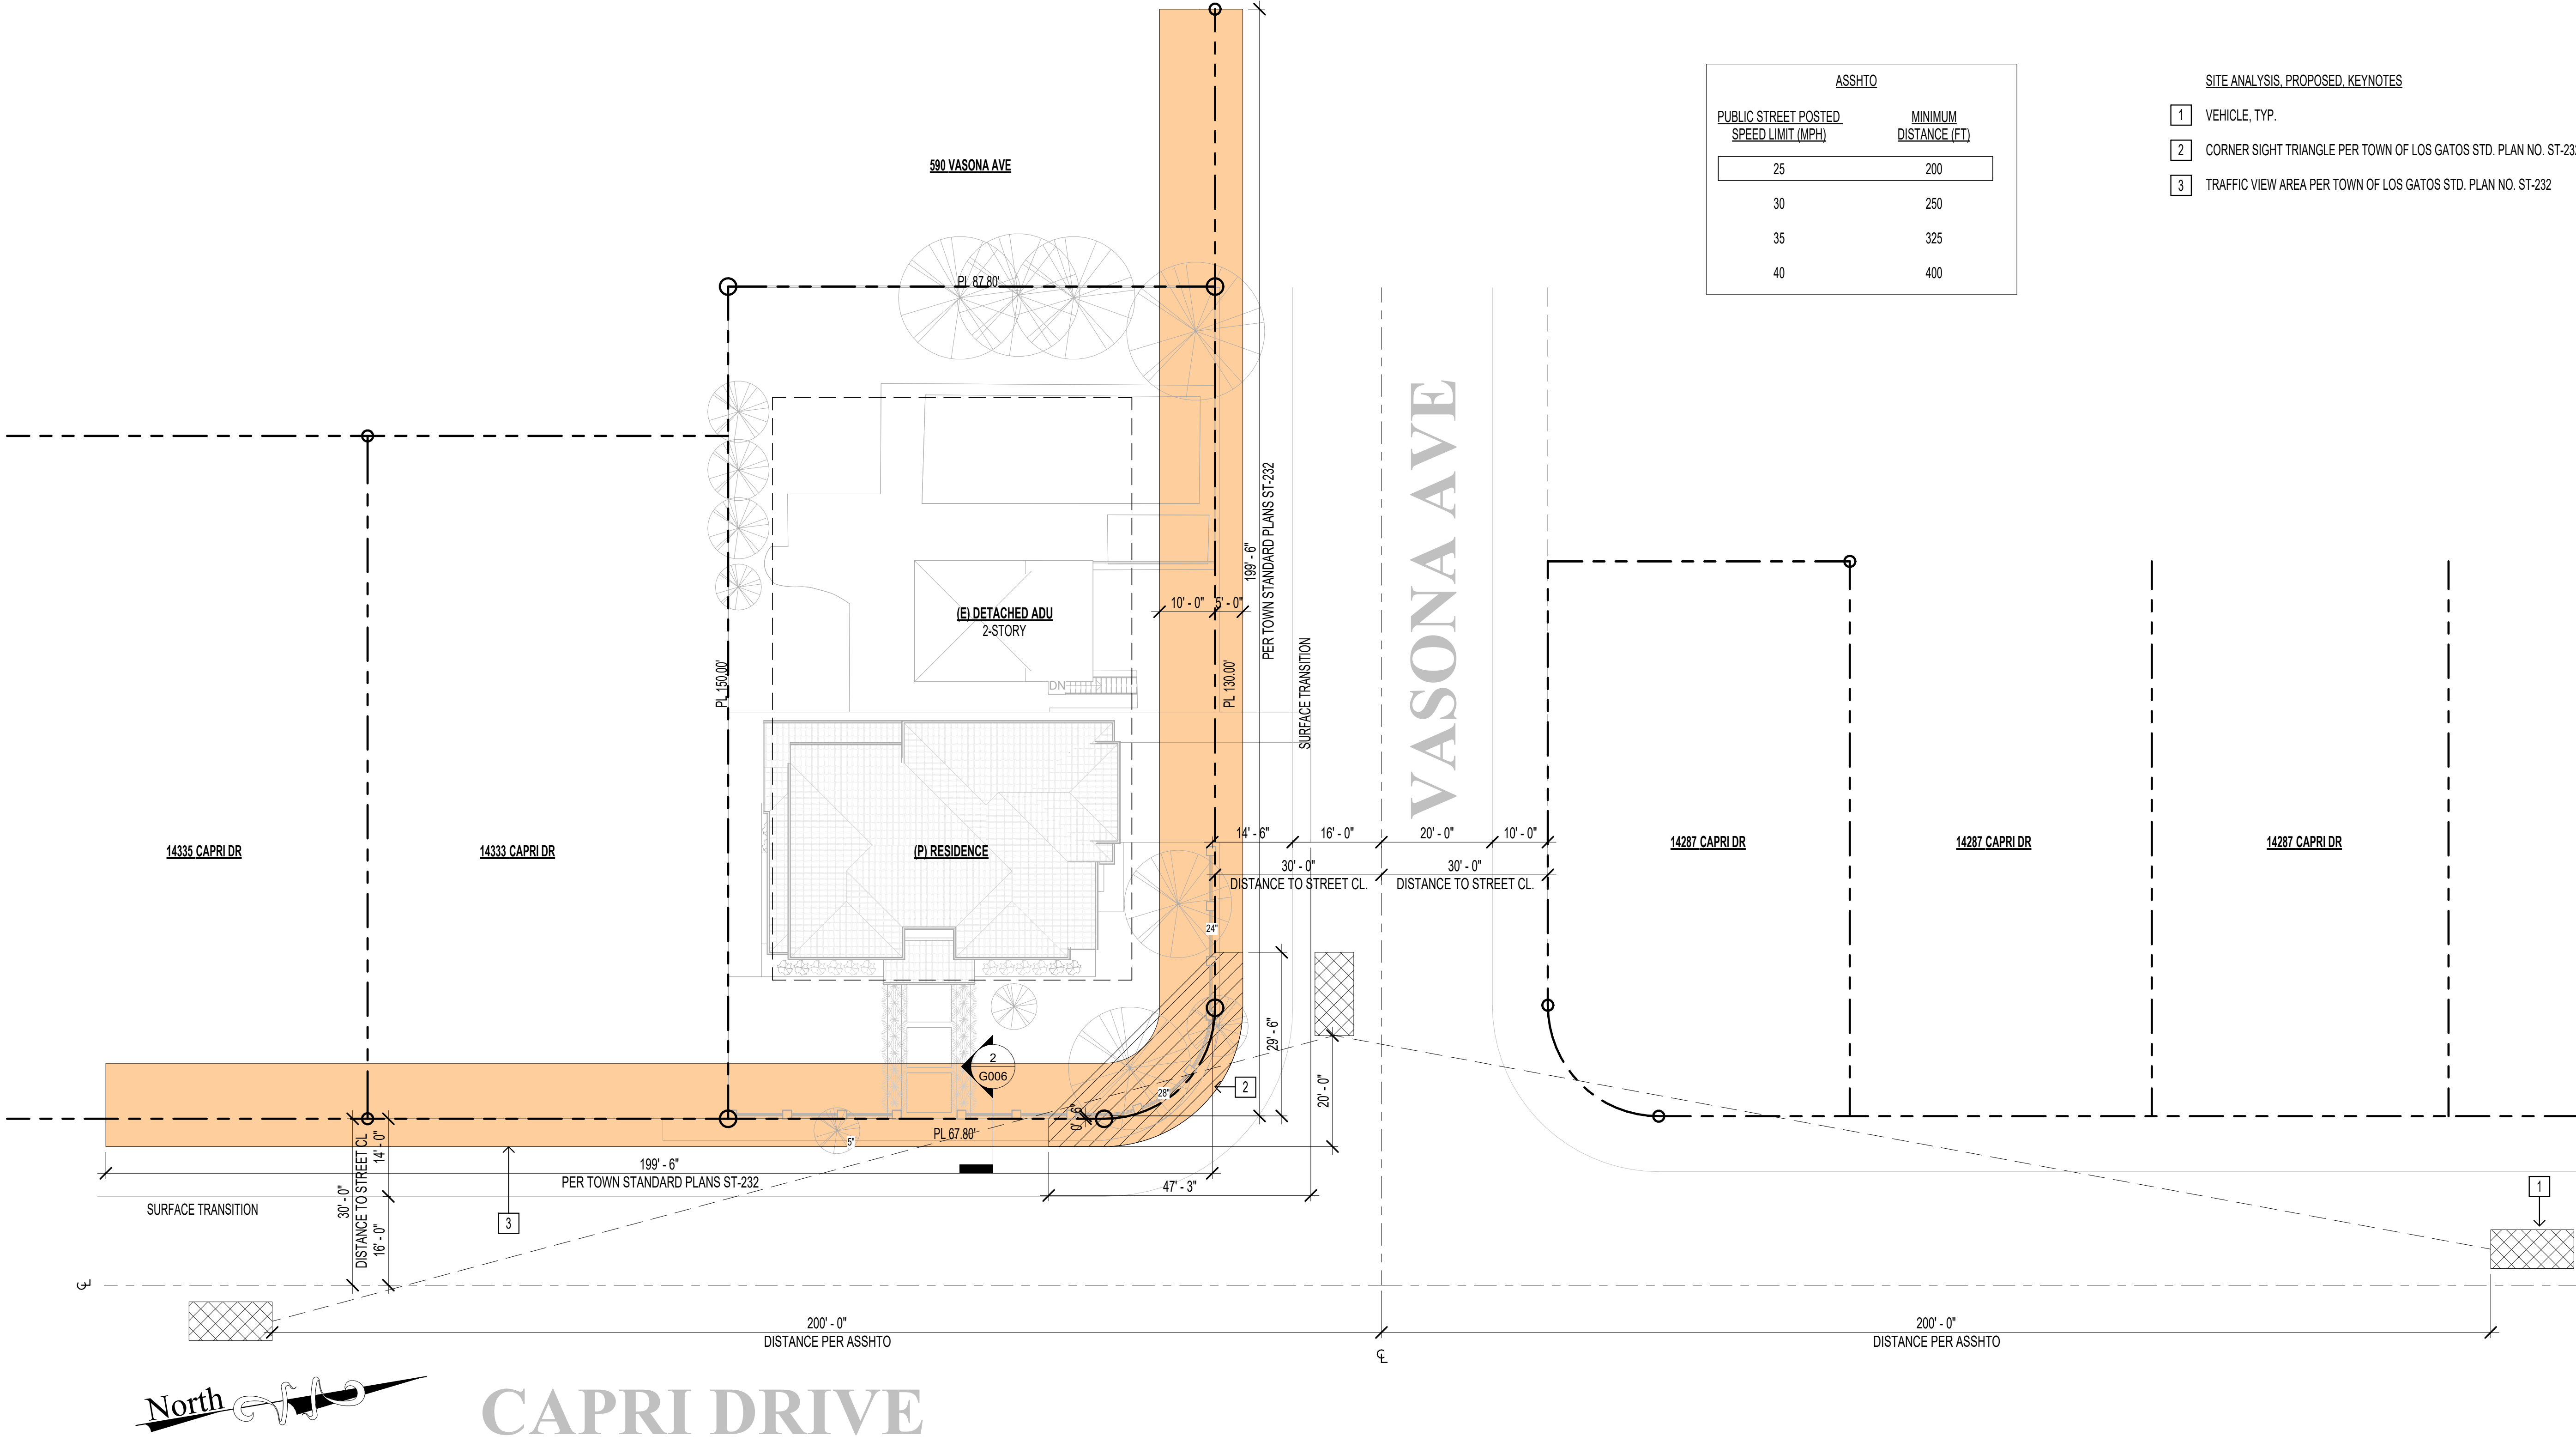 ASSHTO
PUBLIC STREET POSTED
SPEED LIMIT (MPH)
MINIMUM
DISTANCE (FT)
25 200
30 250
35 325
40 400
SITE ANALYSIS, PROPOSED, KEYNOTES
1 VEHICLE, TYP.
2 CORNER SIGHT TRIANGLE PER TOWN OF LOS GATOS STD. PLAN NO. ST-232
3 TRAFFIC VIEW AREA PER TOWN OF LOS GATOS STD. PLAN NO. ST-232
590 VASONA AVE
PL 87.80'
199' - 6"
PER TOWN STANDARD PLANS ST-232
10' - 0"
5' - 0"
(E) DETACHED ADU
2-STORY
DN
PL 150.00'
PL 130.00'
SURFACE TRANSITION
VASONA AVE
14335 CAPRI DR
14333 CAPRI DR
(P) RESIDENCE
14' - 6"
16' - 0"
20' - 0"
10' - 0"
30' - 0"
DISTANCE TO STREET CL.
30' - 0"
DISTANCE TO STREET CL.
14287 CAPRI DR
14287 CAPRI DR
14287 CAPRI DR
24"
29' - 6"
20' - 0"
2
G006
2
28"
0' - 6"
5"
PL 67.80'
199' - 6"
PER TOWN STANDARD PLANS ST-232
47' - 3"
30' - 0"
DISTANCE TO STREET CL
14' - 0"
16' - 0"
SURFACE TRANSITION
3
1
CL
200' - 0"
DISTANCE PER ASSHTO
200' - 0"
DISTANCE PER ASSHTO
CL
North
CAPRI DRIVE